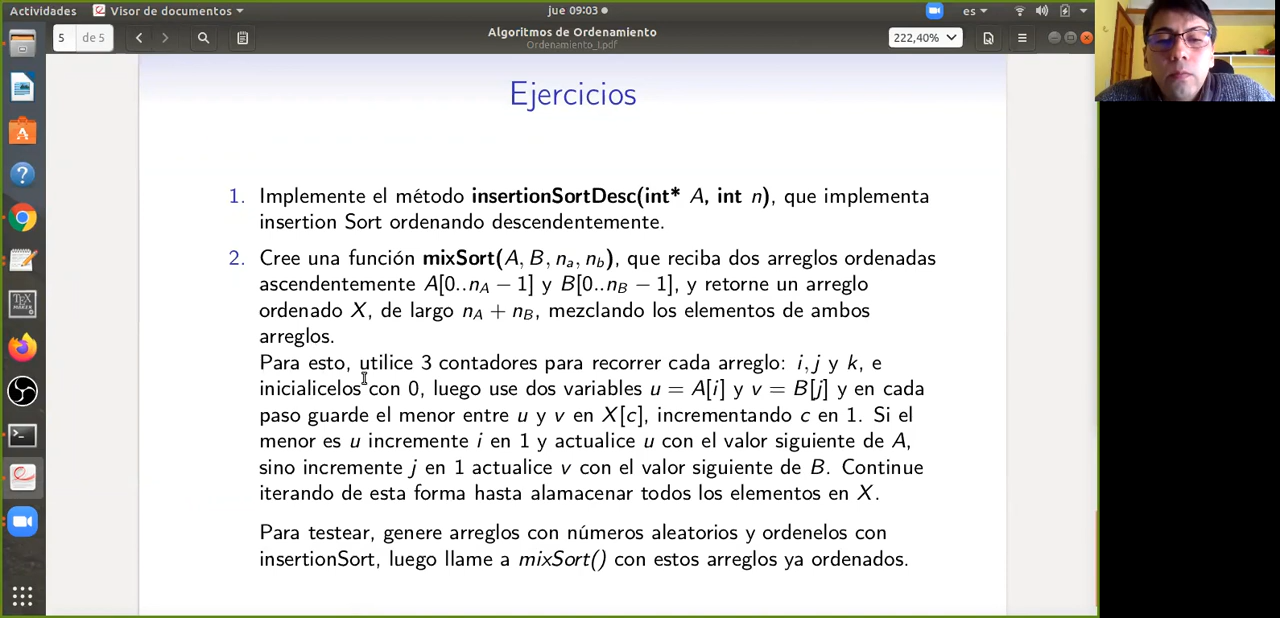 Actividades Visor de documentos jue 09:03 es
5 de 5 Algoritmos de Ordenamiento 222,40%
Ordenamiento_I.pdf
Ejercicios
1. Implemente el método insertionSortDesc(int* A, int n), que implementa
insertion Sort ordenando descendentemente.
2. Cree una función mixSort(A, B, nₐ, n_b), que reciba dos arreglos ordenadas
ascendentemente A[0..n_A − 1] y B[0..n_B − 1], y retorne un arreglo
ordenado X, de largo n_A + n_B, mezclando los elementos de ambos
arreglos.
Para esto, utilice 3 contadores para recorrer cada arreglo: i, j y k, e
inicialicelos con 0, luego use dos variables u = A[i] y v = B[j] y en cada
paso guarde el menor entre u y v en X[c], incrementando c en 1. Si el
menor es u incremente i en 1 y actualice u con el valor siguiente de A,
sino incremente j en 1 actualice v con el valor siguiente de B. Continue
iterando de esta forma hasta alamacenar todos los elementos en X.
Para testear, genere arreglos con números aleatorios y ordenelos con
insertionSort, luego llame a mixSort() con estos arreglos ya ordenados.